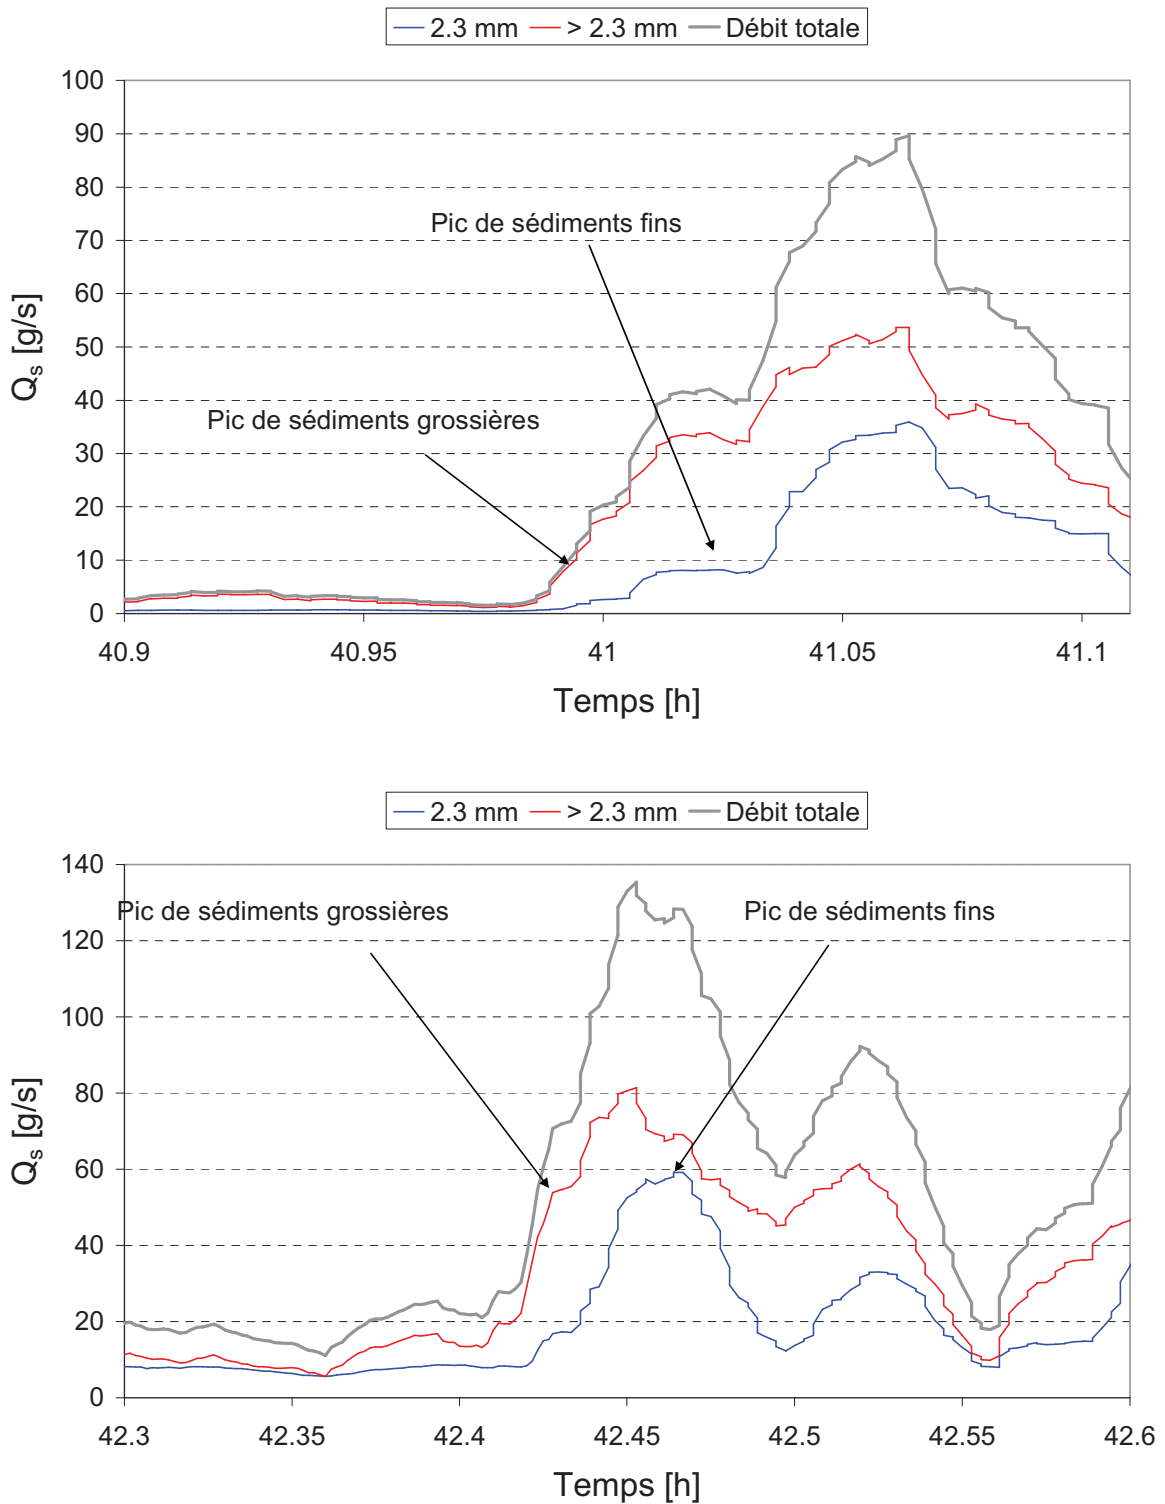 2.3 mm > 2.3 mm Débit totale
100
90
80
70
60
50
40
30
20
10
0
Q_s [g/s]
Pic de sédiments fins
Pic de sédiments grossières
40.9 40.95 41 41.05 41.1
Temps [h]
2.3 mm > 2.3 mm Débit totale
140
120
100
80
60
40
20
0
Q_s [g/s]
Pic de sédiments grossières Pic de sédiments fins
42.3 42.35 42.4 42.45 42.5 42.55 42.6
Temps [h]